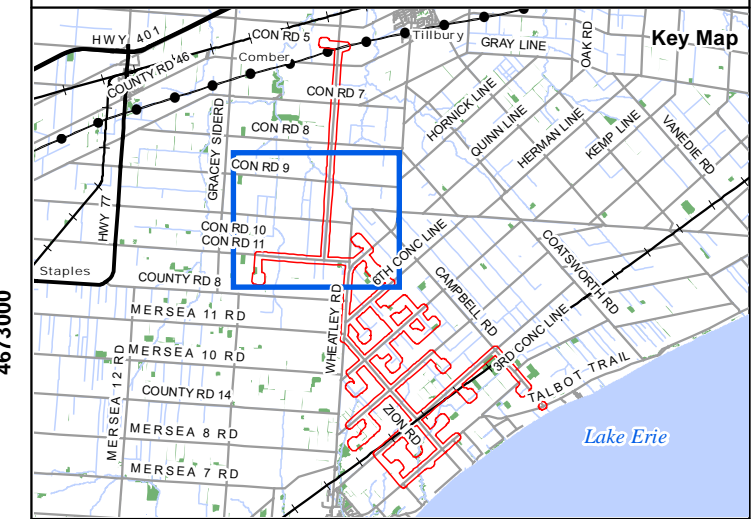 Key Map
HWY 401
CON RD 5
Tillbury
GRAY LINE
OAK RD
Comber
COUNTY RD 46
CON RD 7
HORNICK LINE
QUINN LINE
HERMAN LINE
KEMP LINE
VANEDIE RD
CON RD 8
GRACEY SIDERD
CON RD 9
HWY 77
CON RD 10
CON RD 11
6TH CONC LINE
COATSWORTH RD
Staples
COUNTY RD 8
CAMPBELL RD
MERSEA 11 RD
WHEATLEY RD
3RD CONC LINE
4673000
MERSEA 10 RD
MERSEA 12 RD
COUNTY RD 14
TALBOT TRAIL
ZION RD
MERSEA 8 RD
Lake Erie
MERSEA 7 RD